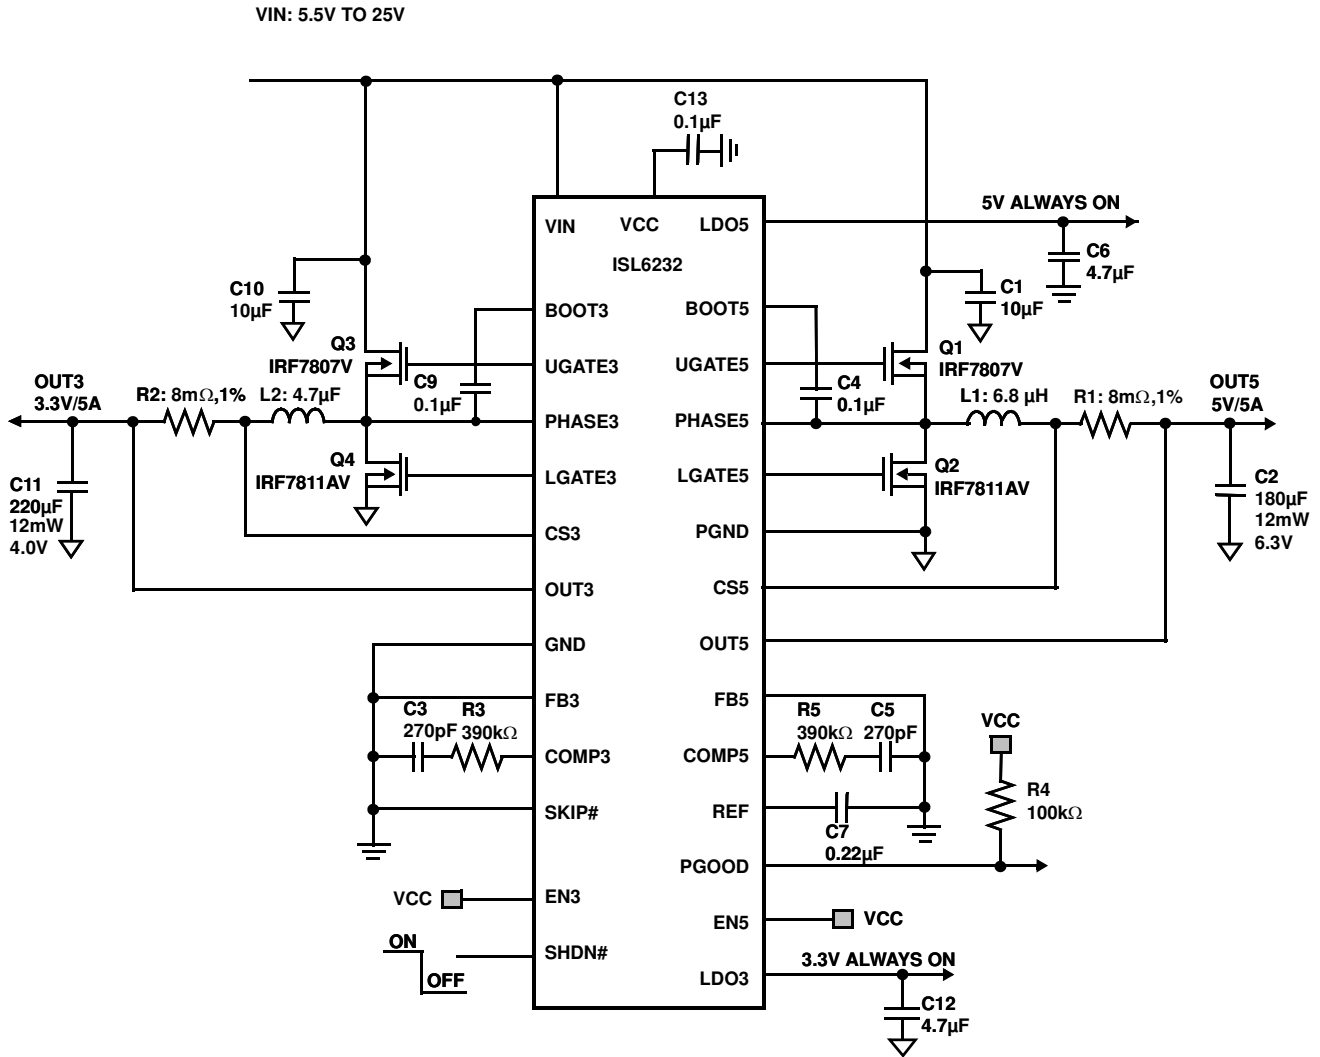 VIN: 5.5V TO 25V
C13
0.1µF
5V ALWAYS ON
VIN
VCC
LDO5
ISL6232
C6
4.7µF
C10
10µF
C1
10µF
BOOT3
BOOT5
Q3
IRF7807V
UGATE3
UGATE5
Q1
IRF7807V
C9
0.1µF
C4
0.1µF
OUT3
3.3V/5A
R2: 8mΩ,1%
L2: 4.7µF
L1: 6.8 µH
R1: 8mΩ,1%
OUT5
5V/5A
PHASE3
PHASE5
Q4
IRF7811AV
LGATE3
LGATE5
Q2
IRF7811AV
C11
220µF
12mW
4.0V
C2
180µF
12mW
6.3V
CS3
PGND
OUT3
CS5
GND
OUT5
FB3
FB5
C3
270pF
R3
390kΩ
COMP3
COMP5
R5
390kΩ
C5
270pF
VCC
R4
100kΩ
SKIP#
REF
C7
0.22µF
PGOOD
VCC
EN3
EN5
VCC
ON
OFF
SHDN#
LDO3
3.3V ALWAYS ON
C12
4.7µF